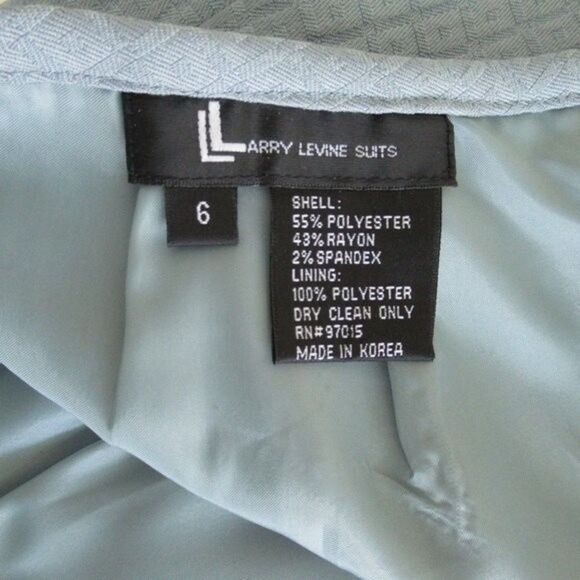 LARRY LEVINE SUITS
6
SHELL:
55% POLYESTER
43% RAYON
2% SPANDEX
LINING:
100% POLYESTER
DRY CLEAN ONLY
RN#97015
MADE IN KOREA